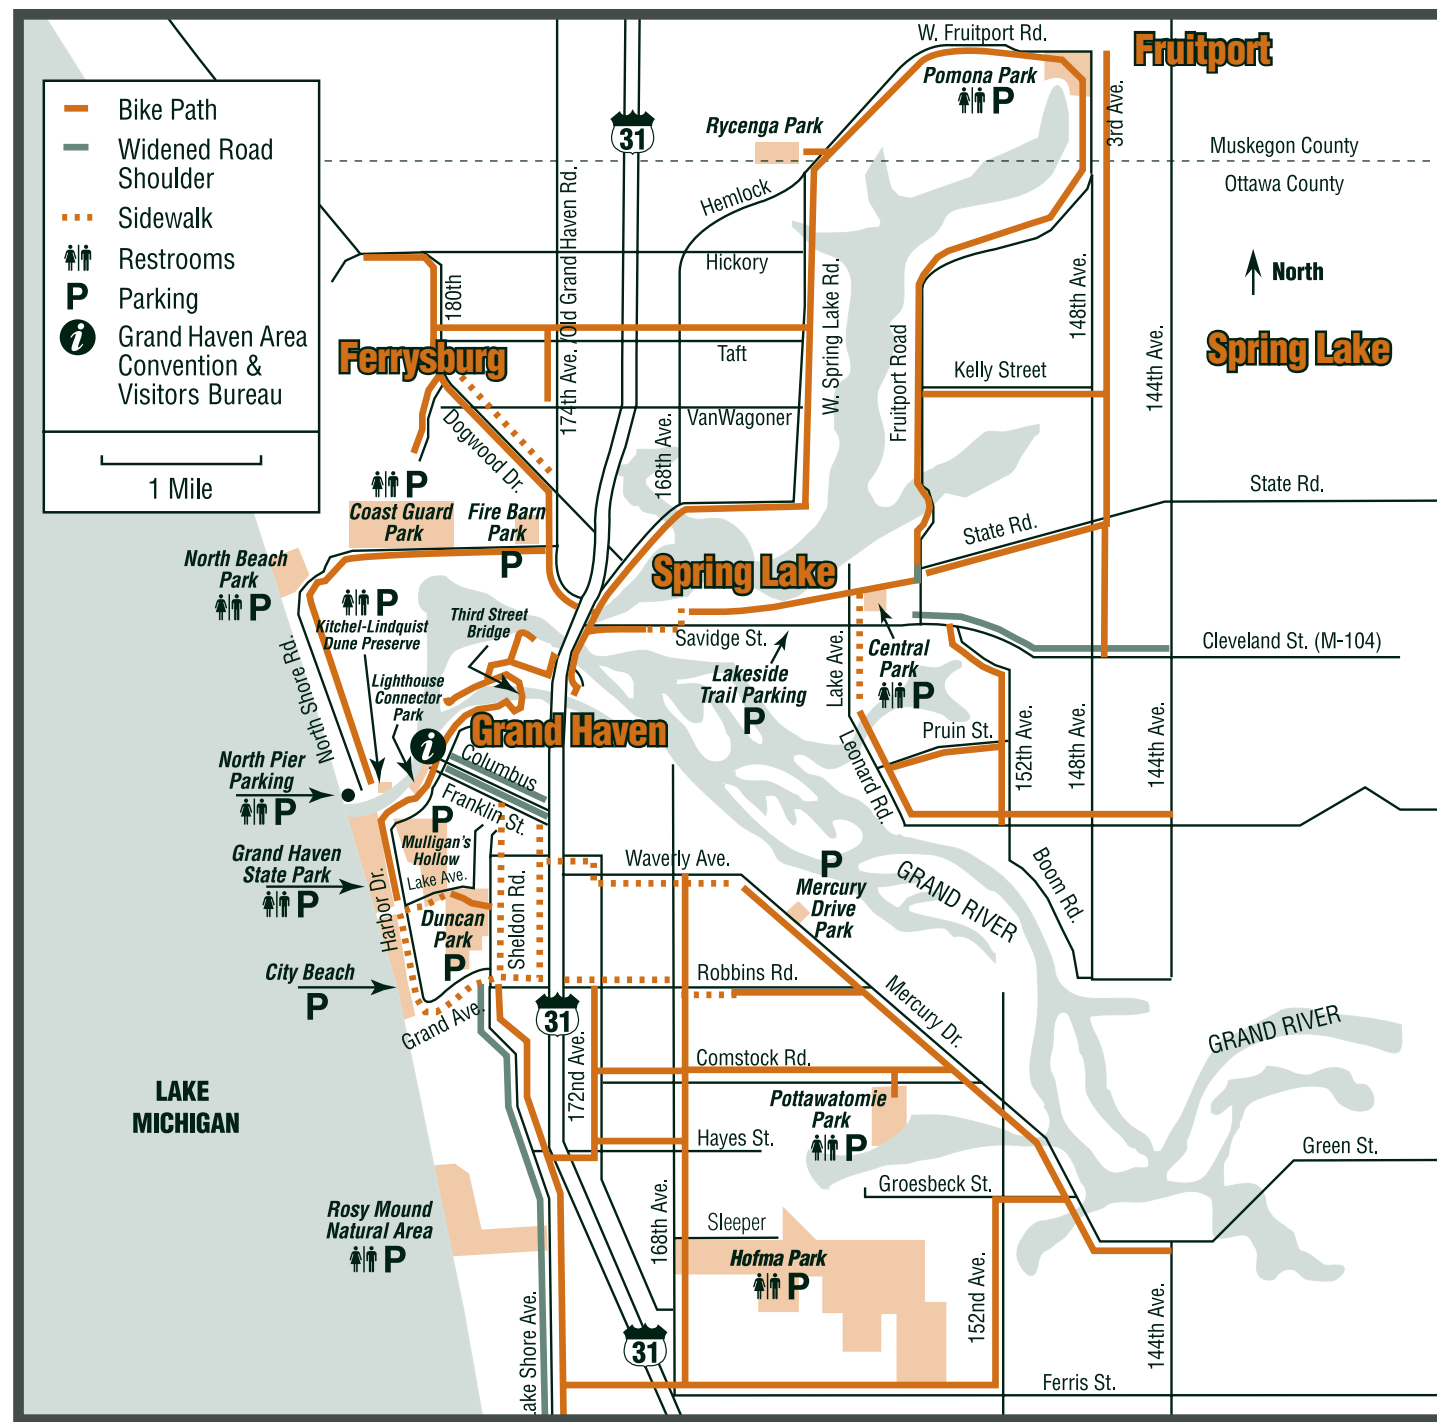 Bike Path
Widened Road
Shoulder
Sidewalk
Restrooms
P
Parking
i
Grand Haven Area
Convention &
Visitors Bureau
1 Mile
W. Fruitport Rd.
Fruitport
Pomona Park
P
3rd Ave.
31
Rycenga Park
Muskegon County
Ottawa County
Hemlock
Hickory
North
180th
174th Ave. /Old Grand Haven Rd.
W. Spring Lake Rd.
148th Ave.
144th Ave.
Spring Lake
Ferrysburg
Taft
Fruitport Road
Kelly Street
VanWagoner
Dogwood Dr.
168th Ave.
State Rd.
State Rd.
P
Coast Guard
Park
Fire Barn
Park
P
North Beach
Park
P
Spring Lake
P
Kitchel-Lindquist
Dune Preserve
Third Street
Bridge
Savidge St.
Cleveland St. (M-104)
Lake Ave.
Central
Park
P
Lakeside
Trail Parking
P
North Shore Rd.
Lighthouse
Connector
Park
Grand Haven
i
Columbus
Franklin St.
Pruin St.
Leonard Rd.
152th Ave.
148th Ave.
144th Ave.
North Pier
Parking
P
P
Mulligan's
Hollow
Lake Ave.
Grand Haven
State Park
P
Harbor Dr.
Duncan
Park
P
Sheldon Rd.
Waverly Ave.
P
Mercury
Drive
Park
GRAND RIVER
Boom Rd.
City Beach
P
Grand Ave.
Robbins Rd.
Mercury Dr.
31
GRAND RIVER
172nd Ave.
Comstock Rd.
LAKE
MICHIGAN
Pottawatomie
Park
P
Hayes St.
Green St.
Groesbeck St.
Rosy Mound
Natural Area
P
168th Ave.
Sleeper
Hofma Park
P
152nd Ave.
144th Ave.
31
Lake Shore Ave.
Ferris St.